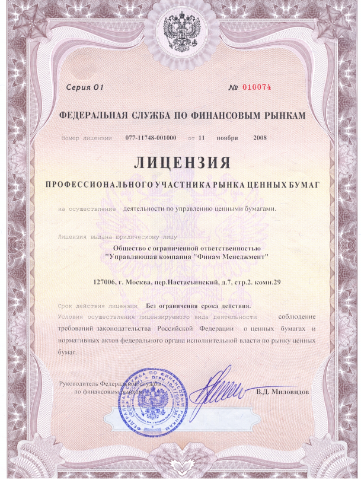 Серия 01 № 010074
ФЕДЕРАЛЬНАЯ СЛУЖБА ПО ФИНАНСОВЫМ РЫНКАМ
Номер лицензии 077-11748-001000 от 11 ноября 2008
ЛИЦЕНЗИЯ
ПРОФЕССИОНАЛЬНОГО УЧАСТНИКА РЫНКА ЦЕННЫХ БУМАГ
на осуществление деятельности по управлению ценными бумагами.
Лицензия выдана юридическому лицу
Общество с ограниченной ответственностью
"Управляющая компания "Финам Менеджмент"
127006, г. Москва, пер.Настасьинский, д.7, стр.2, комн.29
Срок действия лицензии Без ограничения срока действия.
Условия осуществления лицензируемого вида деятельности соблюдение
требований законодательства Российской Федерации о ценных бумагах и
нормативных актов федерального органа исполнительной власти по рынку ценных
бумаг
Руководитель Федеральной службы
по финансовым рынкам В.Д. Миловидов